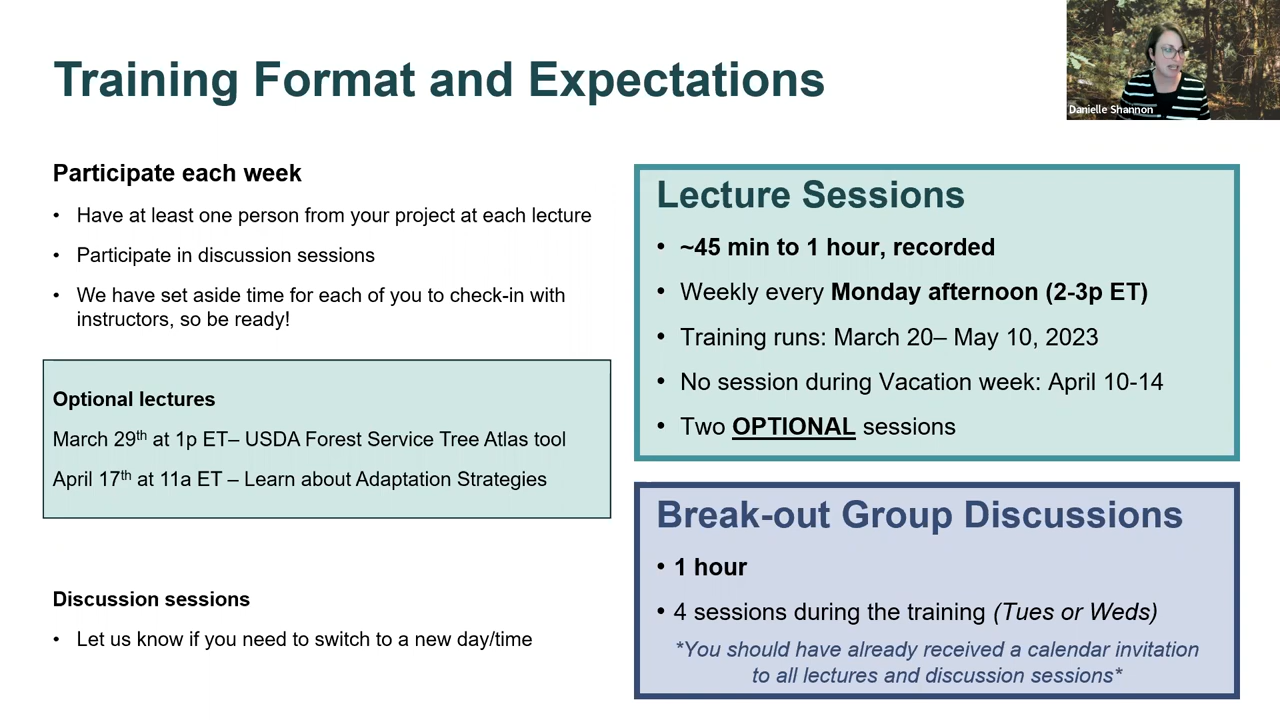 Training Format and Expectations
Danielle Shannon
Participate each week
• Have at least one person from your project at each lecture
• Participate in discussion sessions
• We have set aside time for each of you to check-in with
instructors, so be ready!
Optional lectures
March 29th at 1p ET– USDA Forest Service Tree Atlas tool
April 17th at 11a ET – Learn about Adaptation Strategies
Discussion sessions
• Let us know if you need to switch to a new day/time
Lecture Sessions
• ~45 min to 1 hour, recorded
• Weekly every Monday afternoon (2-3p ET)
• Training runs: March 20– May 10, 2023
• No session during Vacation week: April 10-14
• Two OPTIONAL sessions
Break-out Group Discussions
• 1 hour
• 4 sessions during the training (Tues or Weds)
*You should have already received a calendar invitation
to all lectures and discussion sessions*